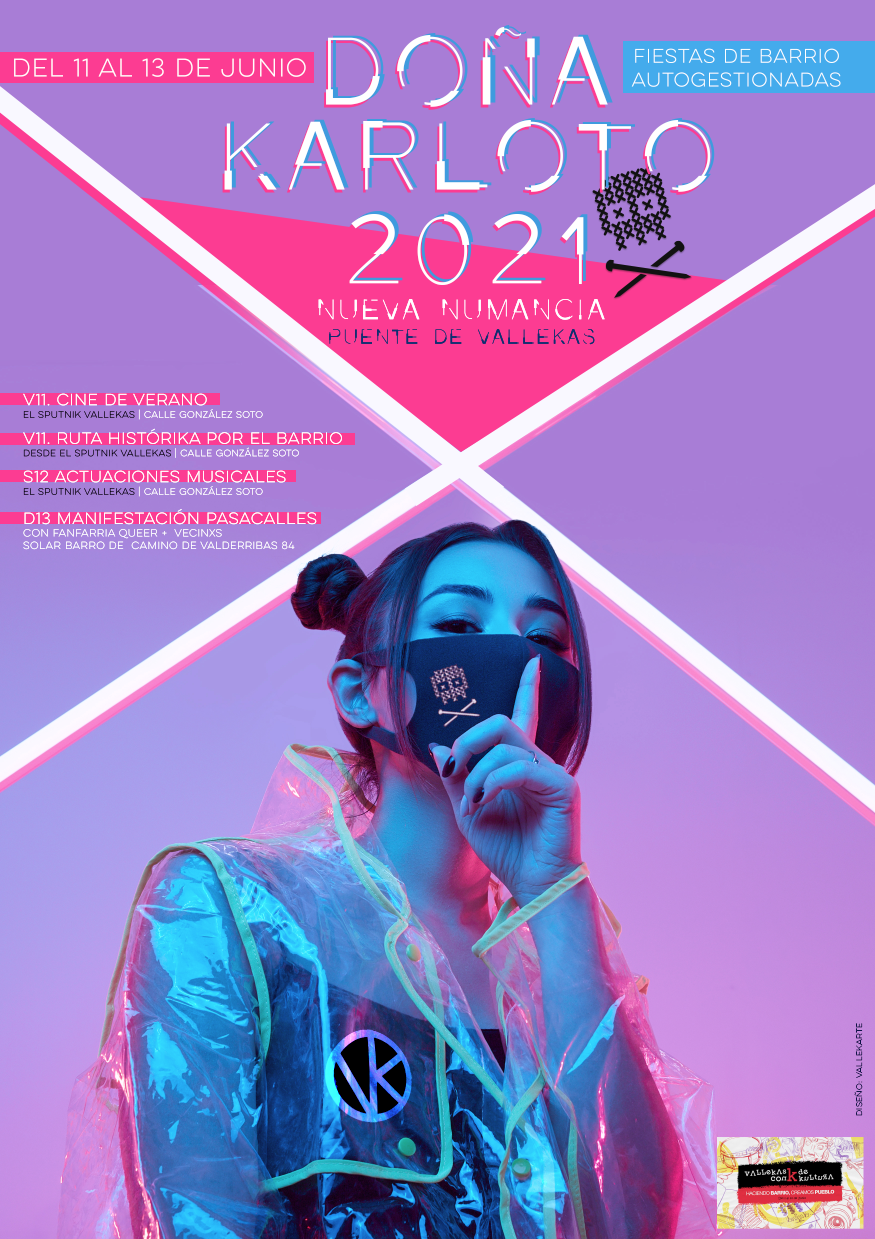 DEL 11 AL 13 DE JUNIO
DOÑA
KARLOTO
2021
FIESTAS DE BARRIO
AUTOGESTIONADAS
NUEVA NUMANCIA
PUENTE DE VALLEKAS
V11. CINE DE VERANO
EL SPUTNIK VALLEKAS | CALLE GONZÁLEZ SOTO
V11. RUTA HISTÓRIKA POR EL BARRIO
DESDE EL SPUTNIK VALLEKAS | CALLE GONZÁLEZ SOTO
S12 ACTUACIONES MUSICALES
EL SPUTNIK VALLEKAS | CALLE GONZÁLEZ SOTO
D13 MANIFESTACIÓN PASACALLES
CON FANFARRIA QUEER + VECINXS
SOLAR BARRO DE CAMINO DE VALDERRIBAS 84
VK
DISEÑO: VALLEKARTE
VALLEKAS K de
con KULTURA
HACIENDO BARRIO, CREAMOS PUEBLO